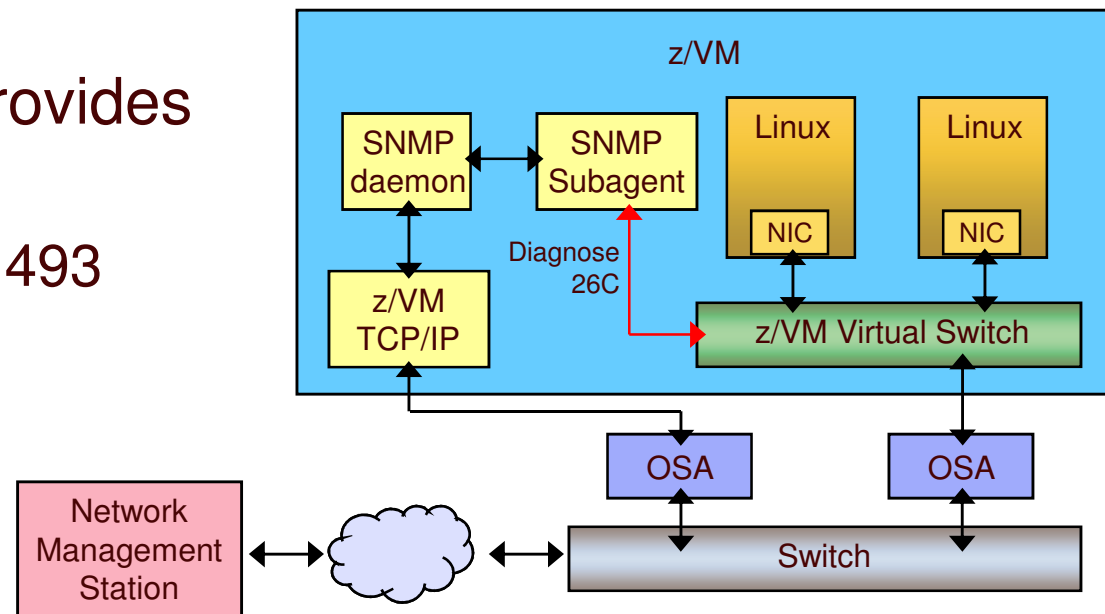 z/VM
rovides
493
SNMP
daemon
SNMP
Subagent
Linux
NIC
Linux
NIC
Diagnose
26C
z/VM
TCP/IP
z/VM Virtual Switch
OSA
OSA
Network
Management
Station
Switch